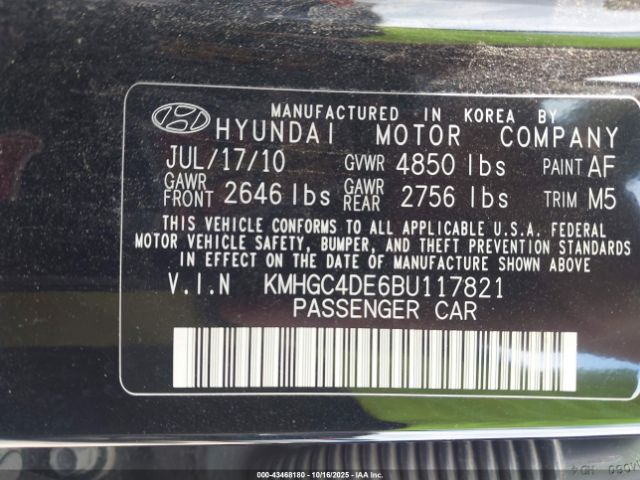 MANUFACTURED IN KOREA BY
HYUNDAI MOTOR COMPANY
JUL/17/10 GVWR 4850 lbs PAINT AF
GAWR FRONT 2646 lbs GAWR REAR 2756 lbs TRIM M5
THIS VEHICLE CONFORMS TO ALL APPLICABLE U.S.A. FEDERAL
MOTOR VEHICLE SAFETY, BUMPER, AND THEFT PREVENTION STANDARDS
IN EFFECT ON THE DATE OF MANUFACTURE SHOWN ABOVE
V.I.N KMHGC4DE6BU117821
PASSENGER CAR
000-43468180 - 10/16/2025 - COPART